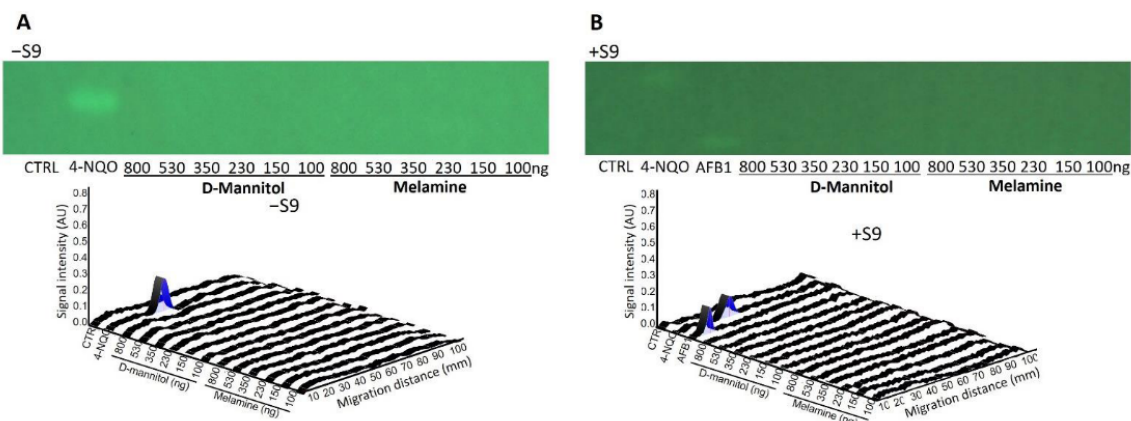 A
−S9
CTRL 4-NQO 800 530 350 230 150 100 800 530 350 230 150 100ng
D-Mannitol Melamine
−S9
Signal intensity (AU)
0.8
0.7
0.6
0.5
0.4
0.3
0.2
0.1
0.0
CTRL
4-NQO
800
530
350
230
150
100
D-mannitol (ng)
800
530
350
230
150
100
Melamine (ng)
10 20 30 40 50 60 70 80 90 100
Migration distance (mm)
B
+S9
CTRL 4-NQO AFB1 800 530 350 230 150 100 800 530 350 230 150 100ng
D-Mannitol Melamine
+S9
Signal intensity (AU)
0.8
0.7
0.6
0.5
0.4
0.3
0.2
0.1
0.0
CTRL
4-NQO
AFB1
800
530
350
230
150
100
D-mannitol (ng)
800
530
350
230
150
100
Melamine (ng)
10 20 30 40 50 60 70 80 90 100
Migration distance (mm)